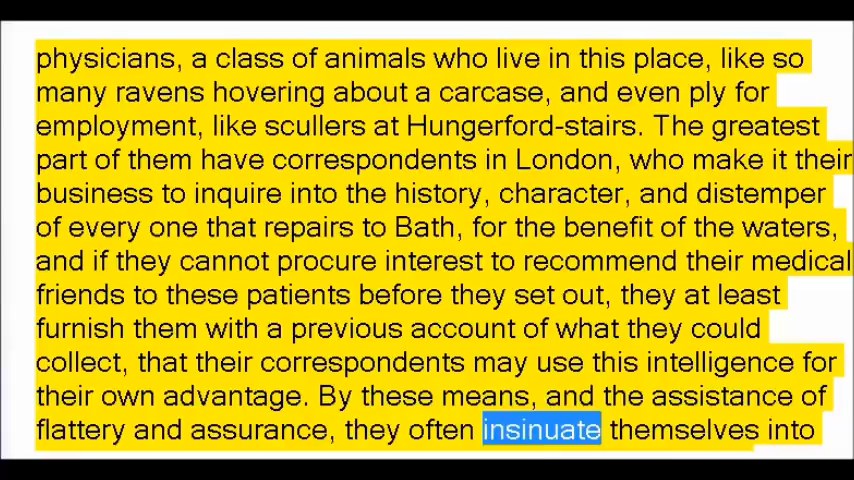 physicians, a class of animals who live in this place, like so
many ravens hovering about a carcase, and even ply for
employment, like scullers at Hungerford-stairs. The greatest
part of them have correspondents in London, who make it their
business to inquire into the history, character, and distemper
of every one that repairs to Bath, for the benefit of the waters,
and if they cannot procure interest to recommend their medical
friends to these patients before they set out, they at least
furnish them with a previous account of what they could
collect, that their correspondents may use this intelligence for
their own advantage. By these means, and the assistance of
flattery and assurance, they often insinuate themselves into